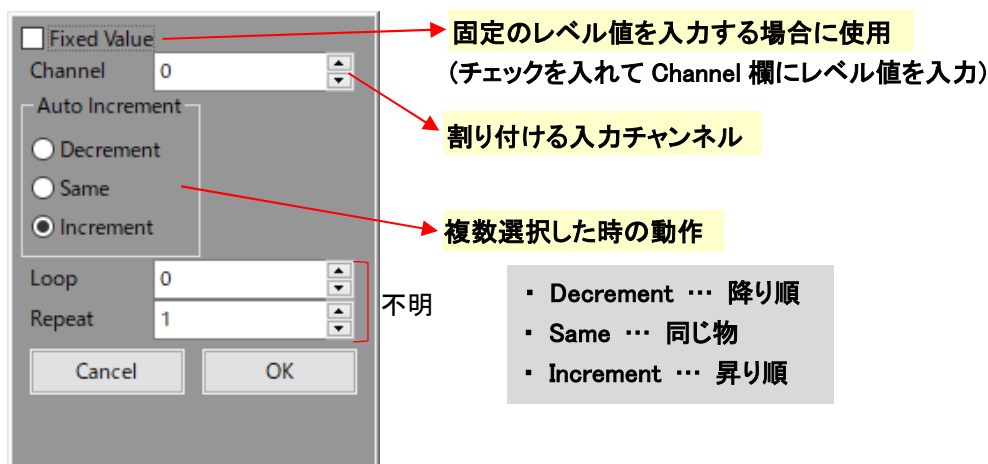 Fixed Value
固定のレベル値を入力する場合に使用
(チェックを入れて Channel 欄にレベル値を入力)
Channel 0
割り付ける入力チャンネル
Auto Increment
Decrement
Same
Increment
複数選択した時の動作
・ Decrement … 降り順
・ Same … 同じ物
・ Increment … 昇り順
Loop 0
Repeat 1
不明
Cancel OK